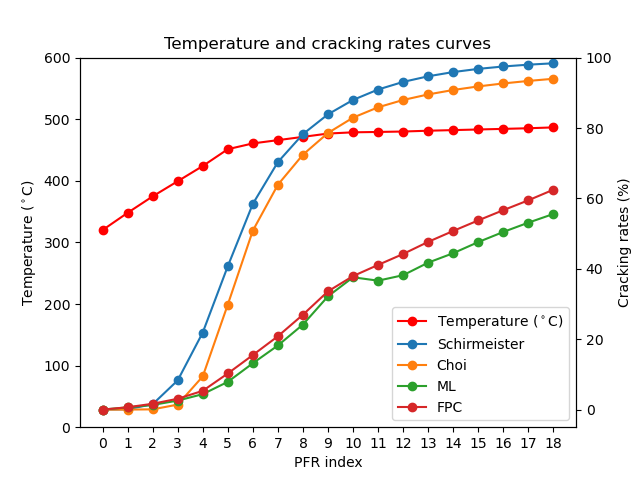 Temperature and cracking rates curves
600
500
400
300
200
100
0
Temperature (°C)
100
80
60
40
20
0
Cracking rates (%)
Temperature (°C)
Schirmeister
Choi
ML
FPC
0 1 2 3 4 5 6 7 8 9 10 11 12 13 14 15 16 17 18
PFR index